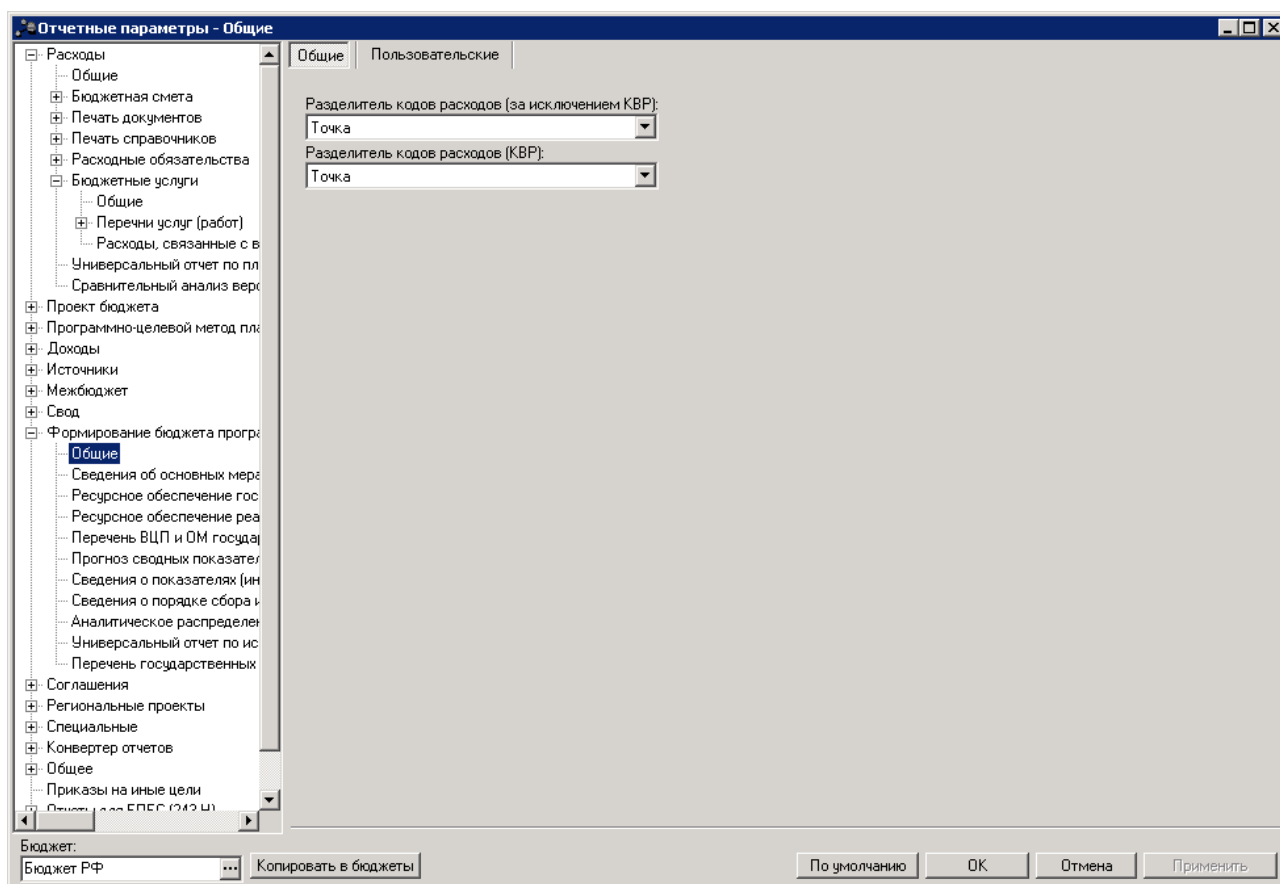 Отчетные параметры - Общие
Расходы
Общие
Бюджетная смета
Печать документов
Печать справочников
Расходные обязательства
Бюджетные услуги
Общие
Перечни услуг (работ)
Расходы, связанные с в
Универсальный отчет по пл
Сравнительный анализ верс
Проект бюджета
Программно-целевой метод пла
Доходы
Источники
Межбюджет
Свод
Формирование бюджета програ
Общие
Сведения об основных мера
Ресурсное обеспечение гос
Ресурсное обеспечение реа
Перечень ВЦП и ОМ государ
Прогноз сводных показател
Сведения о показателях (ин
Сведения о порядке сбора и
Аналитическое распределен
Универсальный отчет по ис
Перечень государственных
Соглашения
Региональные проекты
Специальные
Конвертер отчетов
Общее
Приказы на иные цели
Отчеты для ЕПБС (243 Н)
Общие Пользовательские
Разделитель кодов расходов (за исключением КВР):
Точка
Разделитель кодов расходов (КВР):
Точка
Бюджет:
Бюджет РФ ... Копировать в бюджеты По умолчанию OK Отмена Применить